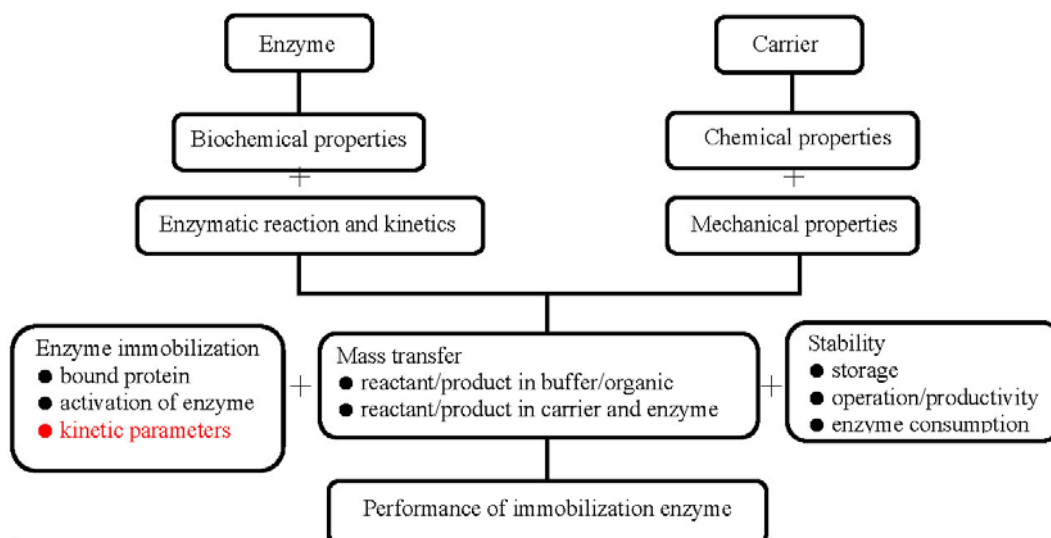 Enzyme
Carrier
Biochemical properties
Chemical properties
+
+
Enzymatic reaction and kinetics
Mechanical properties
Enzyme immobilization
● bound protein
● activation of enzyme
● kinetic parameters
+
Mass transfer
● reactant/product in buffer/organic
● reactant/product in carrier and enzyme
+
Stability
● storage
● operation/productivity
● enzyme consumption
Performance of immobilization enzyme